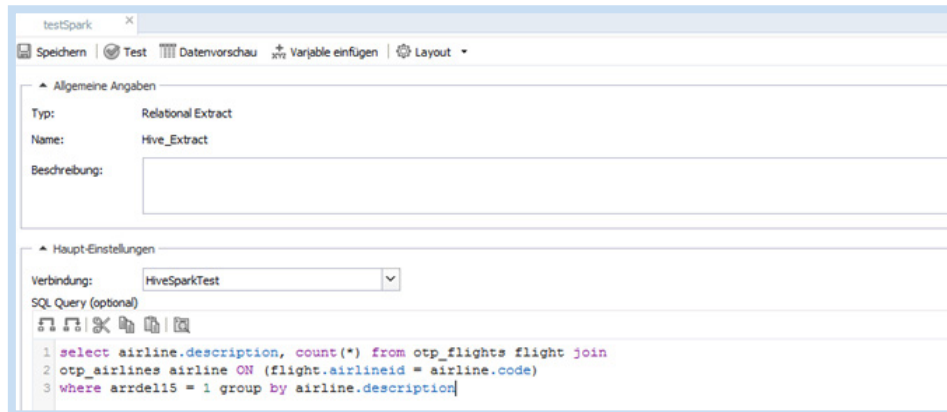 testSpark
Speichern Test Datenvorschau Variable einfügen Layout
Allgemeine Angaben
Typ: Relational Extract
Name: Hive_Extract
Beschreibung:
Haupt-Einstellungen
Verbindung: HiveSparkTest
SQL Query (optional)
1 select airline.description, count(*) from otp_flights flight join
2 otp_airlines airline ON (flight.airlineid = airline.code)
3 where arrdel15 = 1 group by airline.description